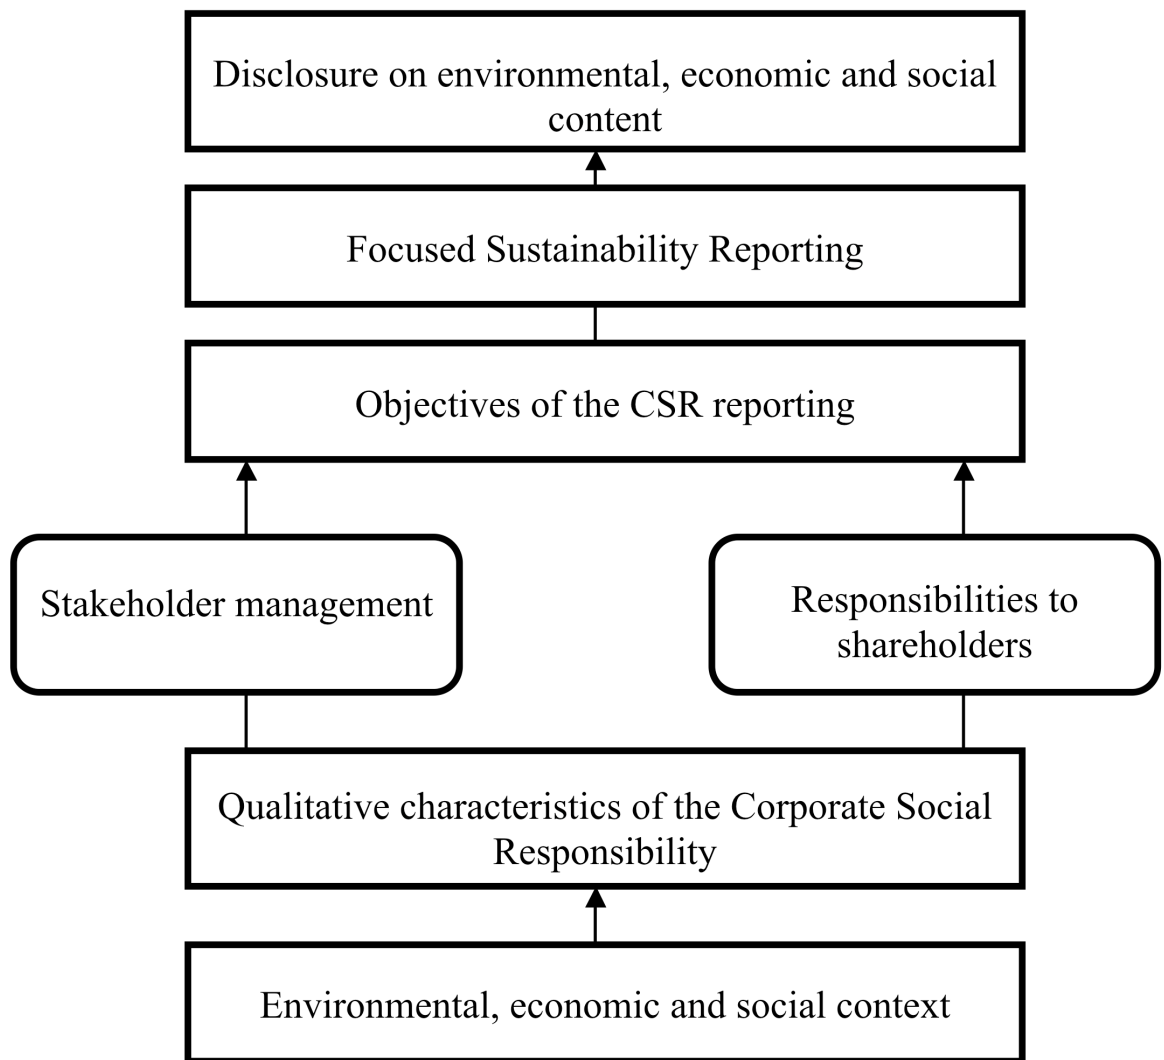 Disclosure on environmental, economic and social
content
Focused Sustainability Reporting
Objectives of the CSR reporting
Stakeholder management
Responsibilities to
shareholders
Qualitative characteristics of the Corporate Social
Responsibility
Environmental, economic and social context